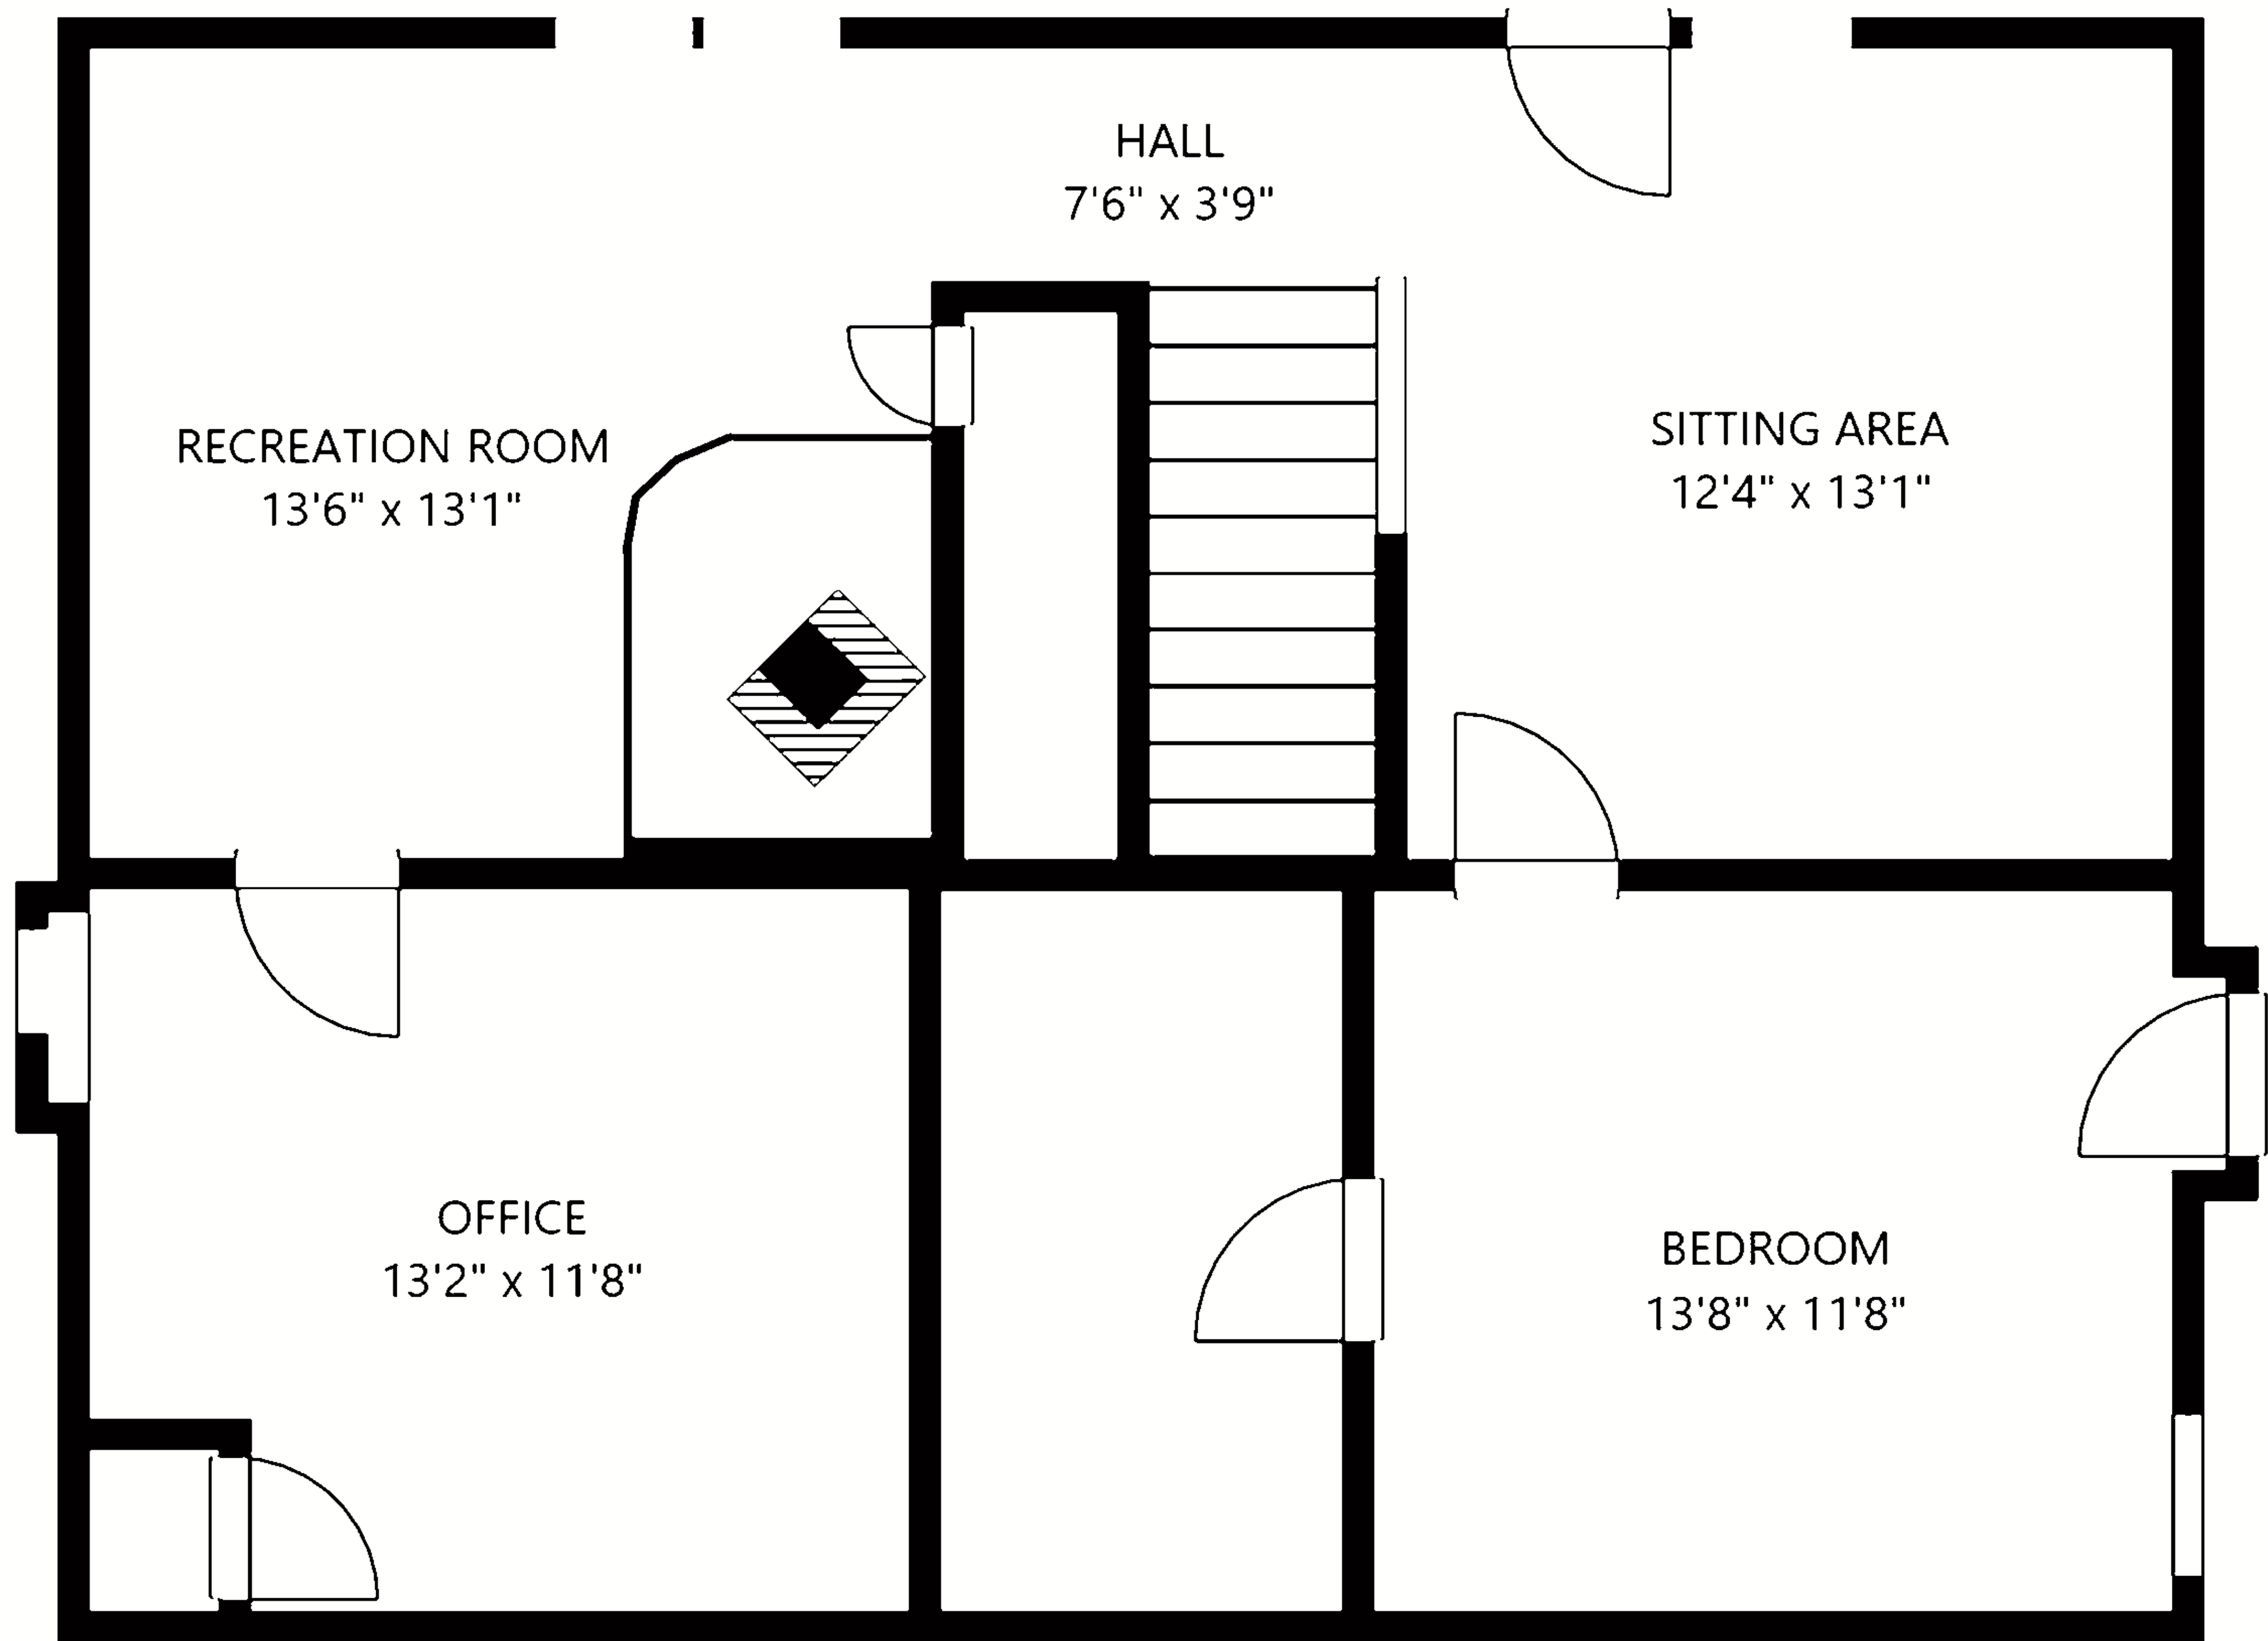 HALL
7'6" x 3'9"
RECREATION ROOM
13'6" x 13'1"
SITTING AREA
12'4" x 13'1"
OFFICE
13'2" x 11'8"
BEDROOM
13'8" x 11'8"